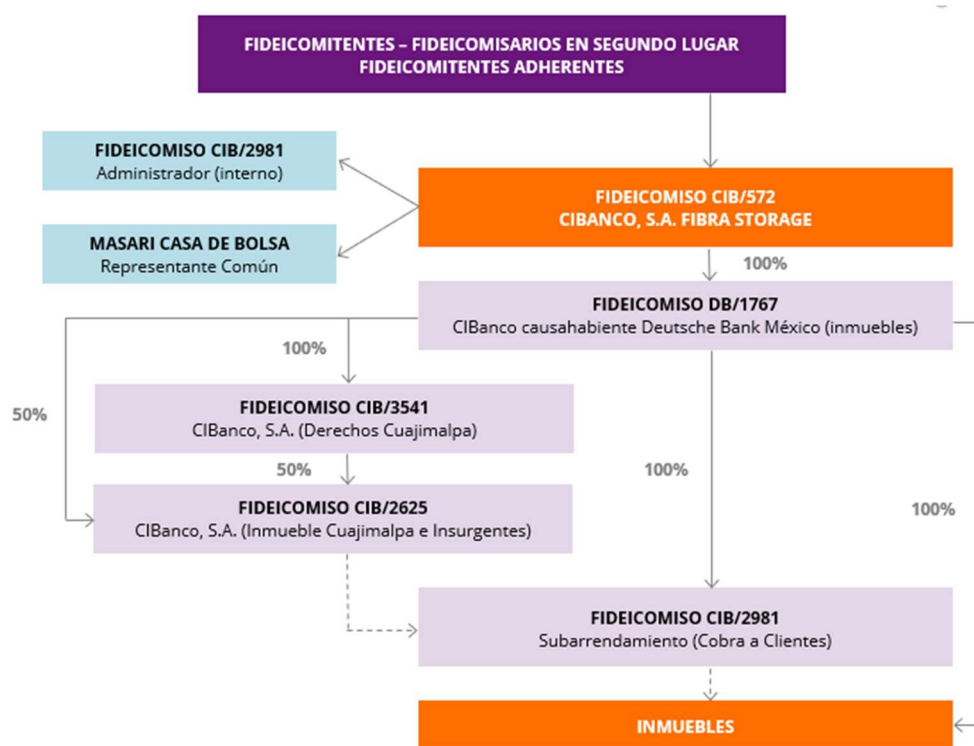 FIDEICOMITENTES – FIDEICOMISARIOS EN SEGUNDO LUGAR
FIDEICOMITENTES ADHERENTES
FIDEICOMISO CIB/2981
Administrador (interno)
FIDEICOMISO CIB/572
CIBANCO, S.A. FIBRA STORAGE
MASARI CASA DE BOLSA
Representante Común
100%
FIDEICOMISO DB/1767
CIBanco causahabiente Deutsche Bank México (inmuebles)
100%
50%
FIDEICOMISO CIB/3541
CIBanco, S.A. (Derechos Cuajimalpa)
50%
100%
FIDEICOMISO CIB/2625
CIBanco, S.A. (Inmueble Cuajimalpa e Insurgentes)
100%
FIDEICOMISO CIB/2981
Subarrendamiento (Cobra a Clientes)
INMUEBLES